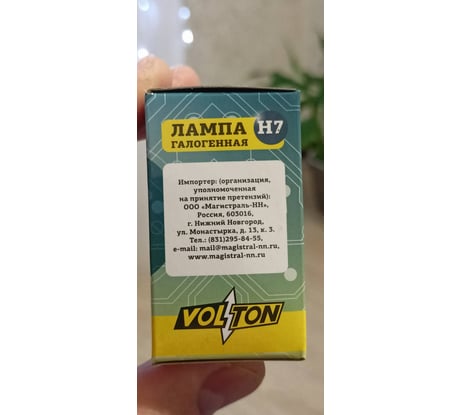 ЛАМПА H7
ГАЛОГЕННАЯ
Импортер: (организация,
уполномоченная
на принятие претензий):
ООО «Магистраль-НН»,
Россия, 603016,
г. Нижний Новгород,
ул. Монастырка, д. 13, к. 3.
Тел.: (831)295-84-55,
e-mail: mail@magistral-nn.ru,
www.magistral-nn.ru
VOLTON